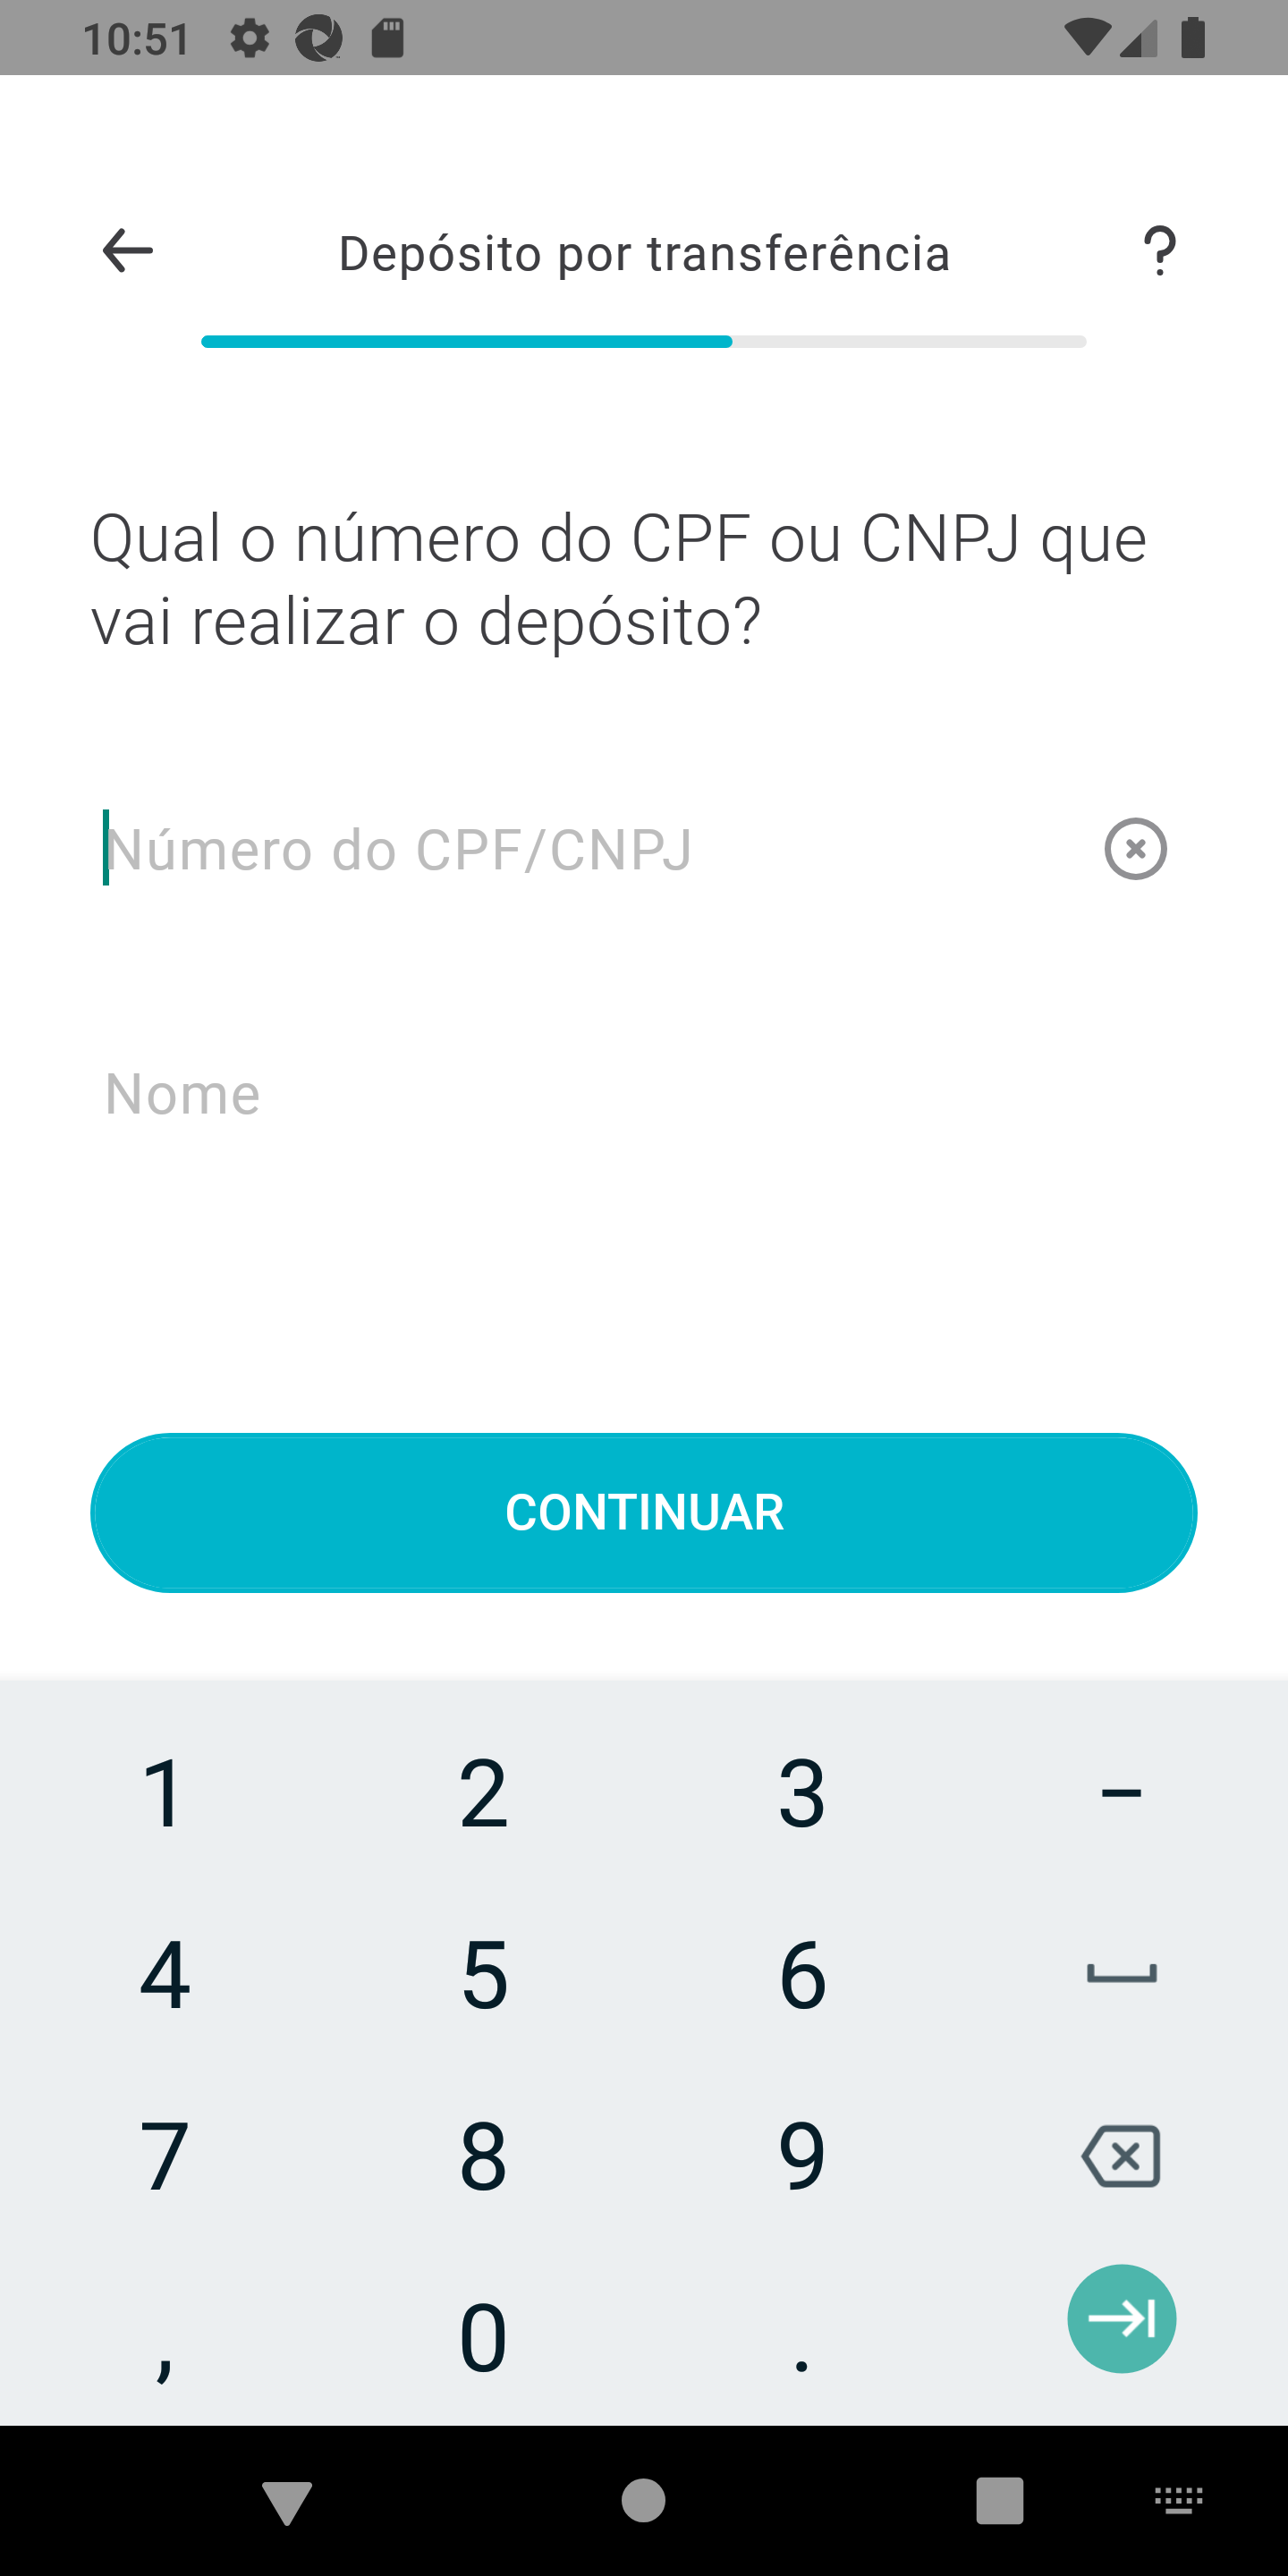 10:51
Depósito por transferência
?
Qual o número do CPF ou CNPJ que
vai realizar o depósito?
Número do CPF/CNPJ
Nome
CONTINUAR
1 2 3 –
4 5 6
7 8 9
, 0 .